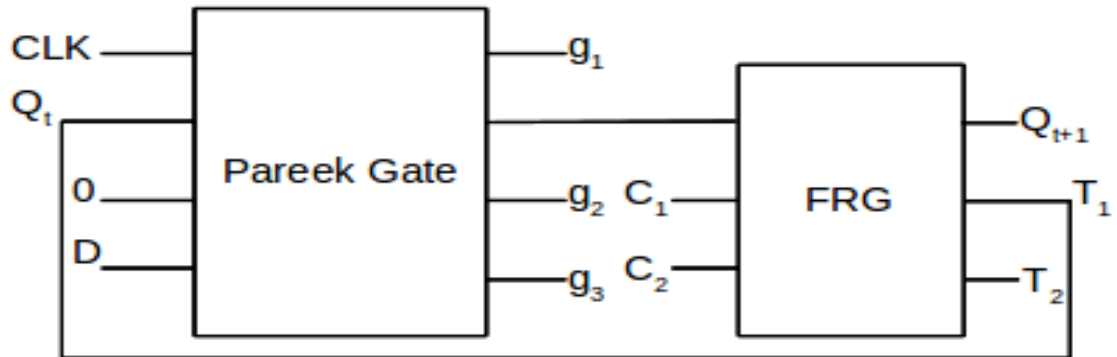 CLK
Qt
0
D
Pareek Gate
g1
g2
g3
C1
C2
FRG
Qt+1
T1
T2